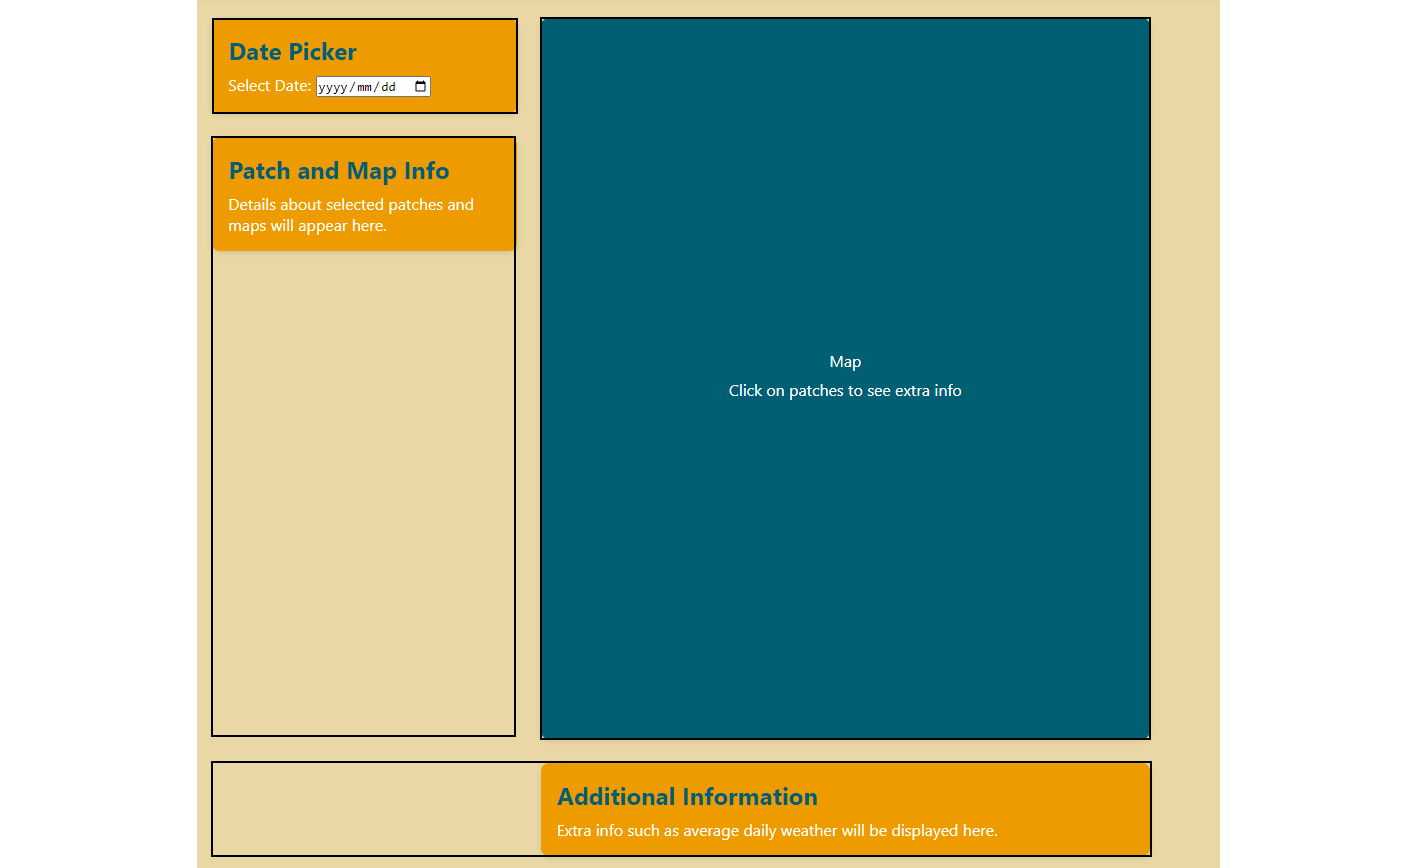 Date Picker
Select Date: yyyy/mm/dd
Patch and Map Info
Details about selected patches and
maps will appear here.
Map
Click on patches to see extra info
Additional Information
Extra info such as average daily weather will be displayed here.